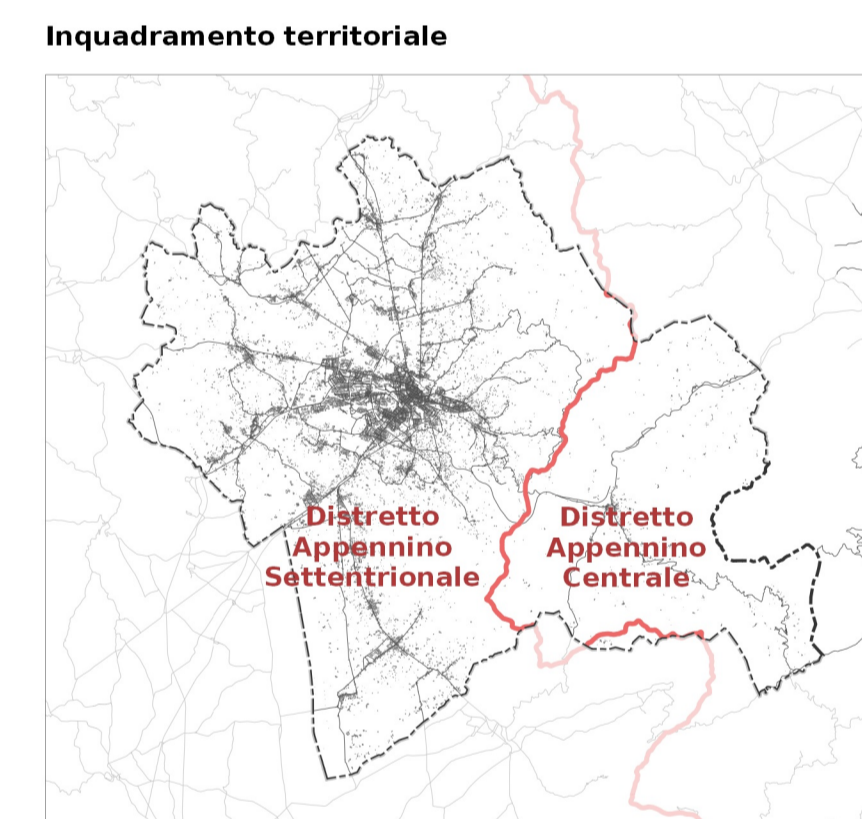 Inquadramento territoriale
Distretto
Appennino
Settentrionale
Distretto
Appennino
Centrale